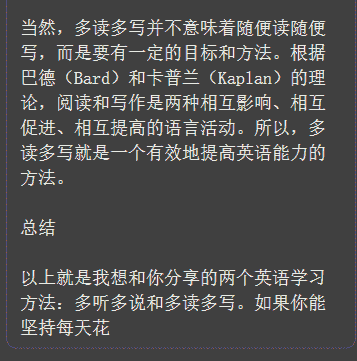 当然，多读多写并不意味着随便读随便
写，而是要有一定的目标和方法。根据
巴德（Bard）和卡普兰（Kaplan）的理
论，阅读和写作是两种相互影响、相互
促进、相互提高的语言活动。所以，多
读多写就是一个有效地提高英语能力的
方法。
总结
以上就是我想和你分享的两个英语学习
方法：多听多说和多读多写。如果你能
坚持每天花